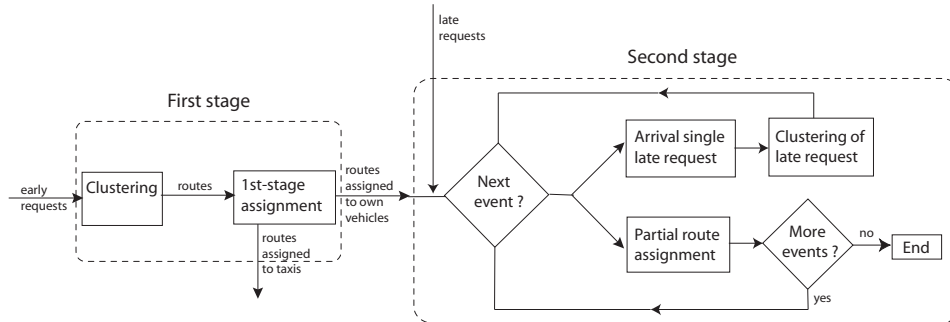 late
requests
Second stage
First stage
early
requests
Clustering
routes
1st-stage
assignment
routes
assigned
to own
vehicles
routes
assigned
to taxis
Next
event ?
Arrival single
late request
Clustering of
late request
Partial route
assignment
More
events ?
no
End
yes